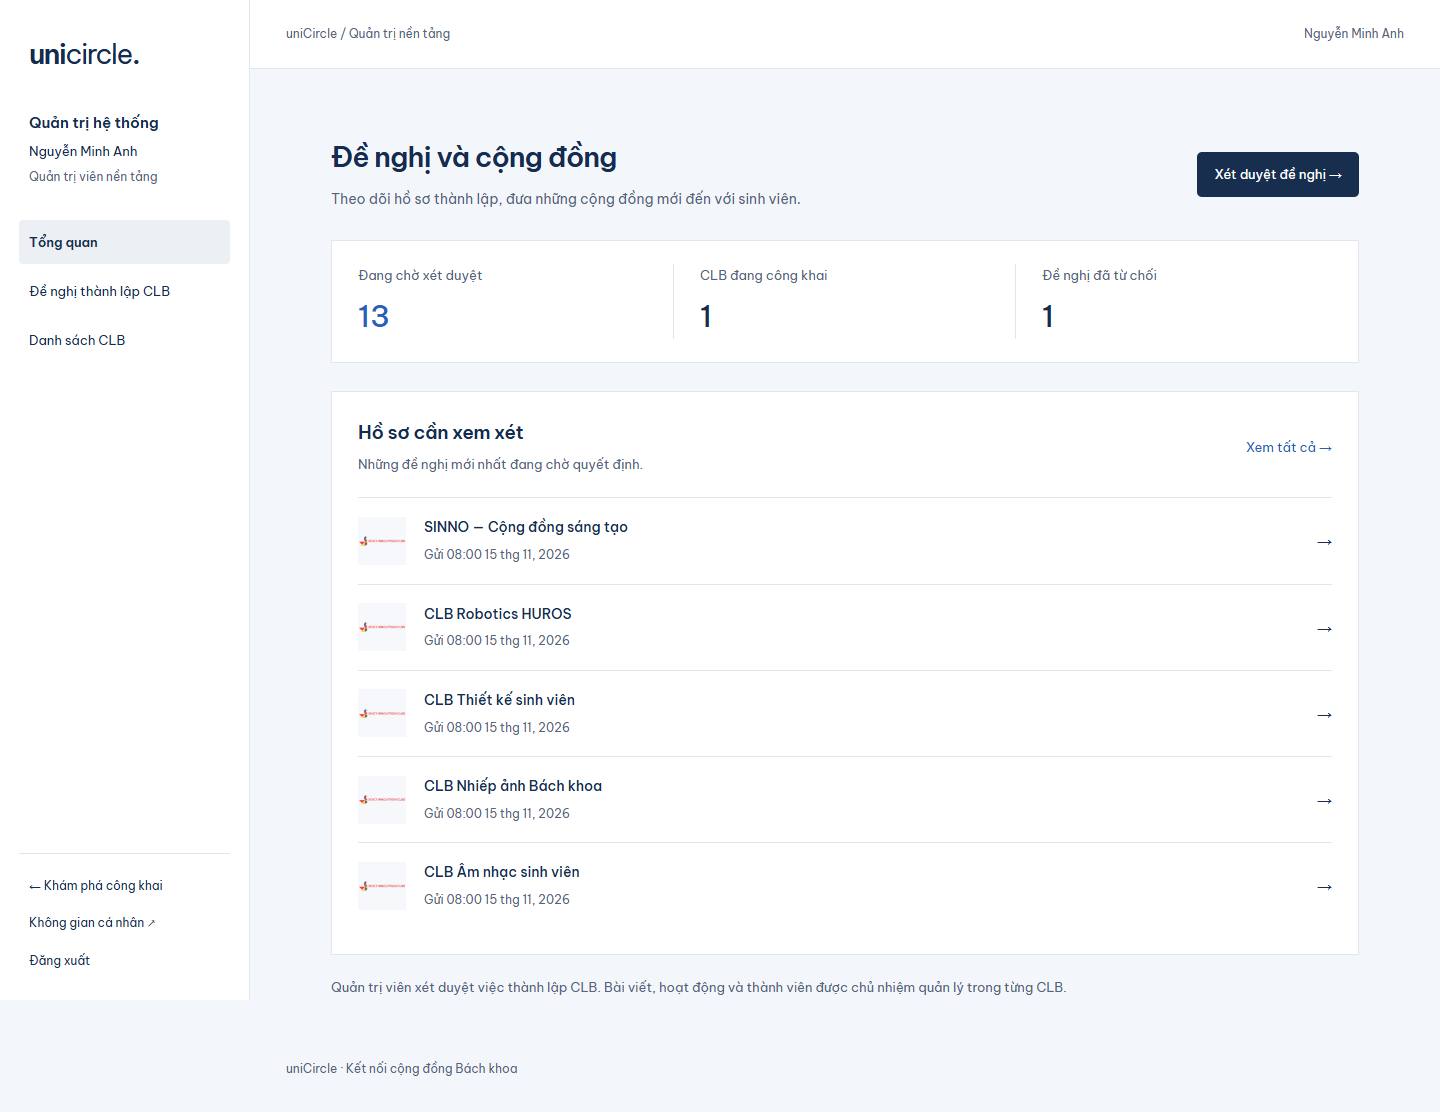 unicircle.
Quản trị hệ thống
Nguyễn Minh Anh
Quản trị viên nền tảng
Tổng quan
Đề nghị thành lập CLB
Danh sách CLB
← Khám phá công khai
Không gian cá nhân ↗
Đăng xuất
uniCircle / Quản trị nền tảng
Nguyễn Minh Anh
Đề nghị và cộng đồng
Theo dõi hồ sơ thành lập, đưa những cộng đồng mới đến với sinh viên.
Xét duyệt đề nghị →
Đang chờ xét duyệt
13
CLB đang công khai
1
Đề nghị đã từ chối
1
Hồ sơ cần xem xét
Những đề nghị mới nhất đang chờ quyết định.
Xem tất cả →
SINNO — Cộng đồng sáng tạo
Gửi 08:00 15 thg 11, 2026
→
CLB Robotics HUROS
Gửi 08:00 15 thg 11, 2026
→
CLB Thiết kế sinh viên
Gửi 08:00 15 thg 11, 2026
→
CLB Nhiếp ảnh Bách khoa
Gửi 08:00 15 thg 11, 2026
→
CLB Âm nhạc sinh viên
Gửi 08:00 15 thg 11, 2026
→
Quản trị viên xét duyệt việc thành lập CLB. Bài viết, hoạt động và thành viên được chủ nhiệm quản lý trong từng CLB.
uniCircle · Kết nối cộng đồng Bách khoa